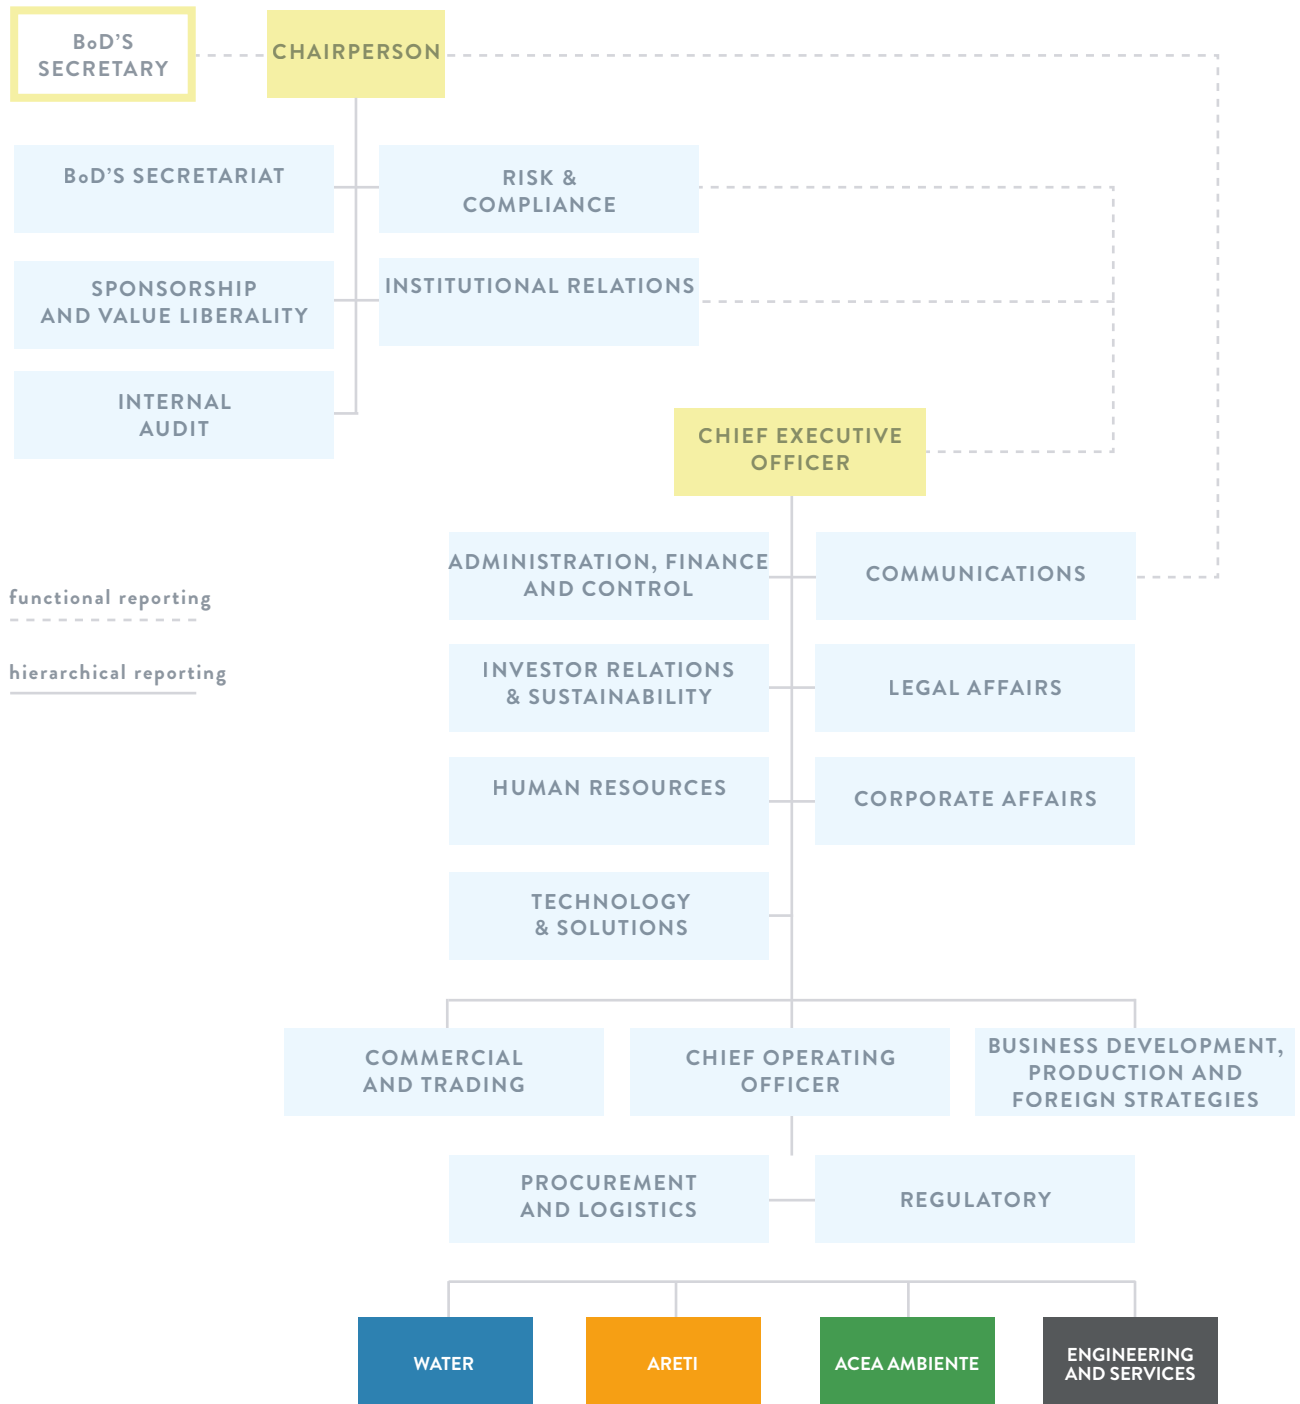 BoD'S
SECRETARY
CHAIRPERSON
BoD'S SECRETARIAT
RISK &
COMPLIANCE
SPONSORSHIP
AND VALUE LIBERALITY
INSTITUTIONAL RELATIONS
INTERNAL
AUDIT
CHIEF EXECUTIVE
OFFICER
functional reporting
hierarchical reporting
ADMINISTRATION, FINANCE
AND CONTROL
COMMUNICATIONS
INVESTOR RELATIONS
& SUSTAINABILITY
LEGAL AFFAIRS
HUMAN RESOURCES
CORPORATE AFFAIRS
TECHNOLOGY
& SOLUTIONS
COMMERCIAL
AND TRADING
CHIEF OPERATING
OFFICER
BUSINESS DEVELOPMENT,
PRODUCTION AND
FOREIGN STRATEGIES
PROCUREMENT
AND LOGISTICS
REGULATORY
WATER
ARETI
ACEA AMBIENTE
ENGINEERING
AND SERVICES